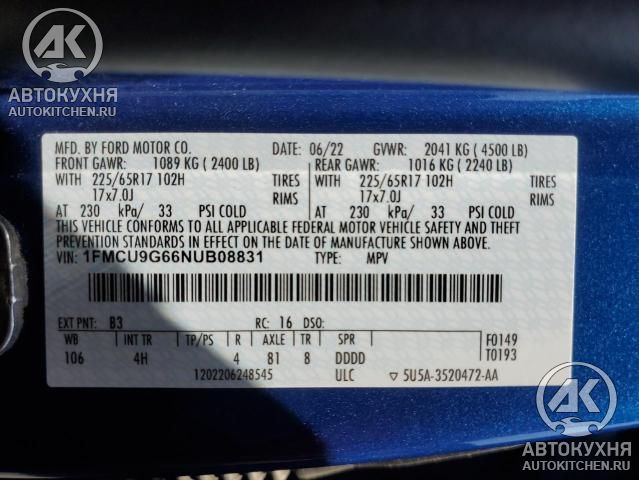 АК
АВТОКУХНЯ
AUTOKITCHEN.RU
MFD. BY FORD MOTOR CO. DATE: 06/22 GVWR: 2041 KG ( 4500 LB)
FRONT GAWR: 1089 KG ( 2400 LB) REAR GAWR: 1016 KG ( 2240 LB)
WITH 225/65R17 102H TIRES WITH 225/65R17 102H TIRES
17x7.0J RIMS 17x7.0J RIMS
AT 230 kPa/ 33 PSI COLD AT 230 kPa/ 33 PSI COLD
THIS VEHICLE CONFORMS TO ALL APPLICABLE FEDERAL MOTOR VEHICLE SAFETY AND THEFT
PREVENTION STANDARDS IN EFFECT ON THE DATE OF MANUFACTURE SHOWN ABOVE.
VIN: 1FMCU9G66NUB08831 TYPE: MPV
EXT PNT: B3 RC: 16 DSO:
WB INT TR TP/PS R AXLE TR SPR F0149
106 4H 4 81 8 DDDD T0193
1202206248545 ULC ▽ 5U5A-3520472-AA
АК
АВТОКУХНЯ
AUTOKITCHEN.RU